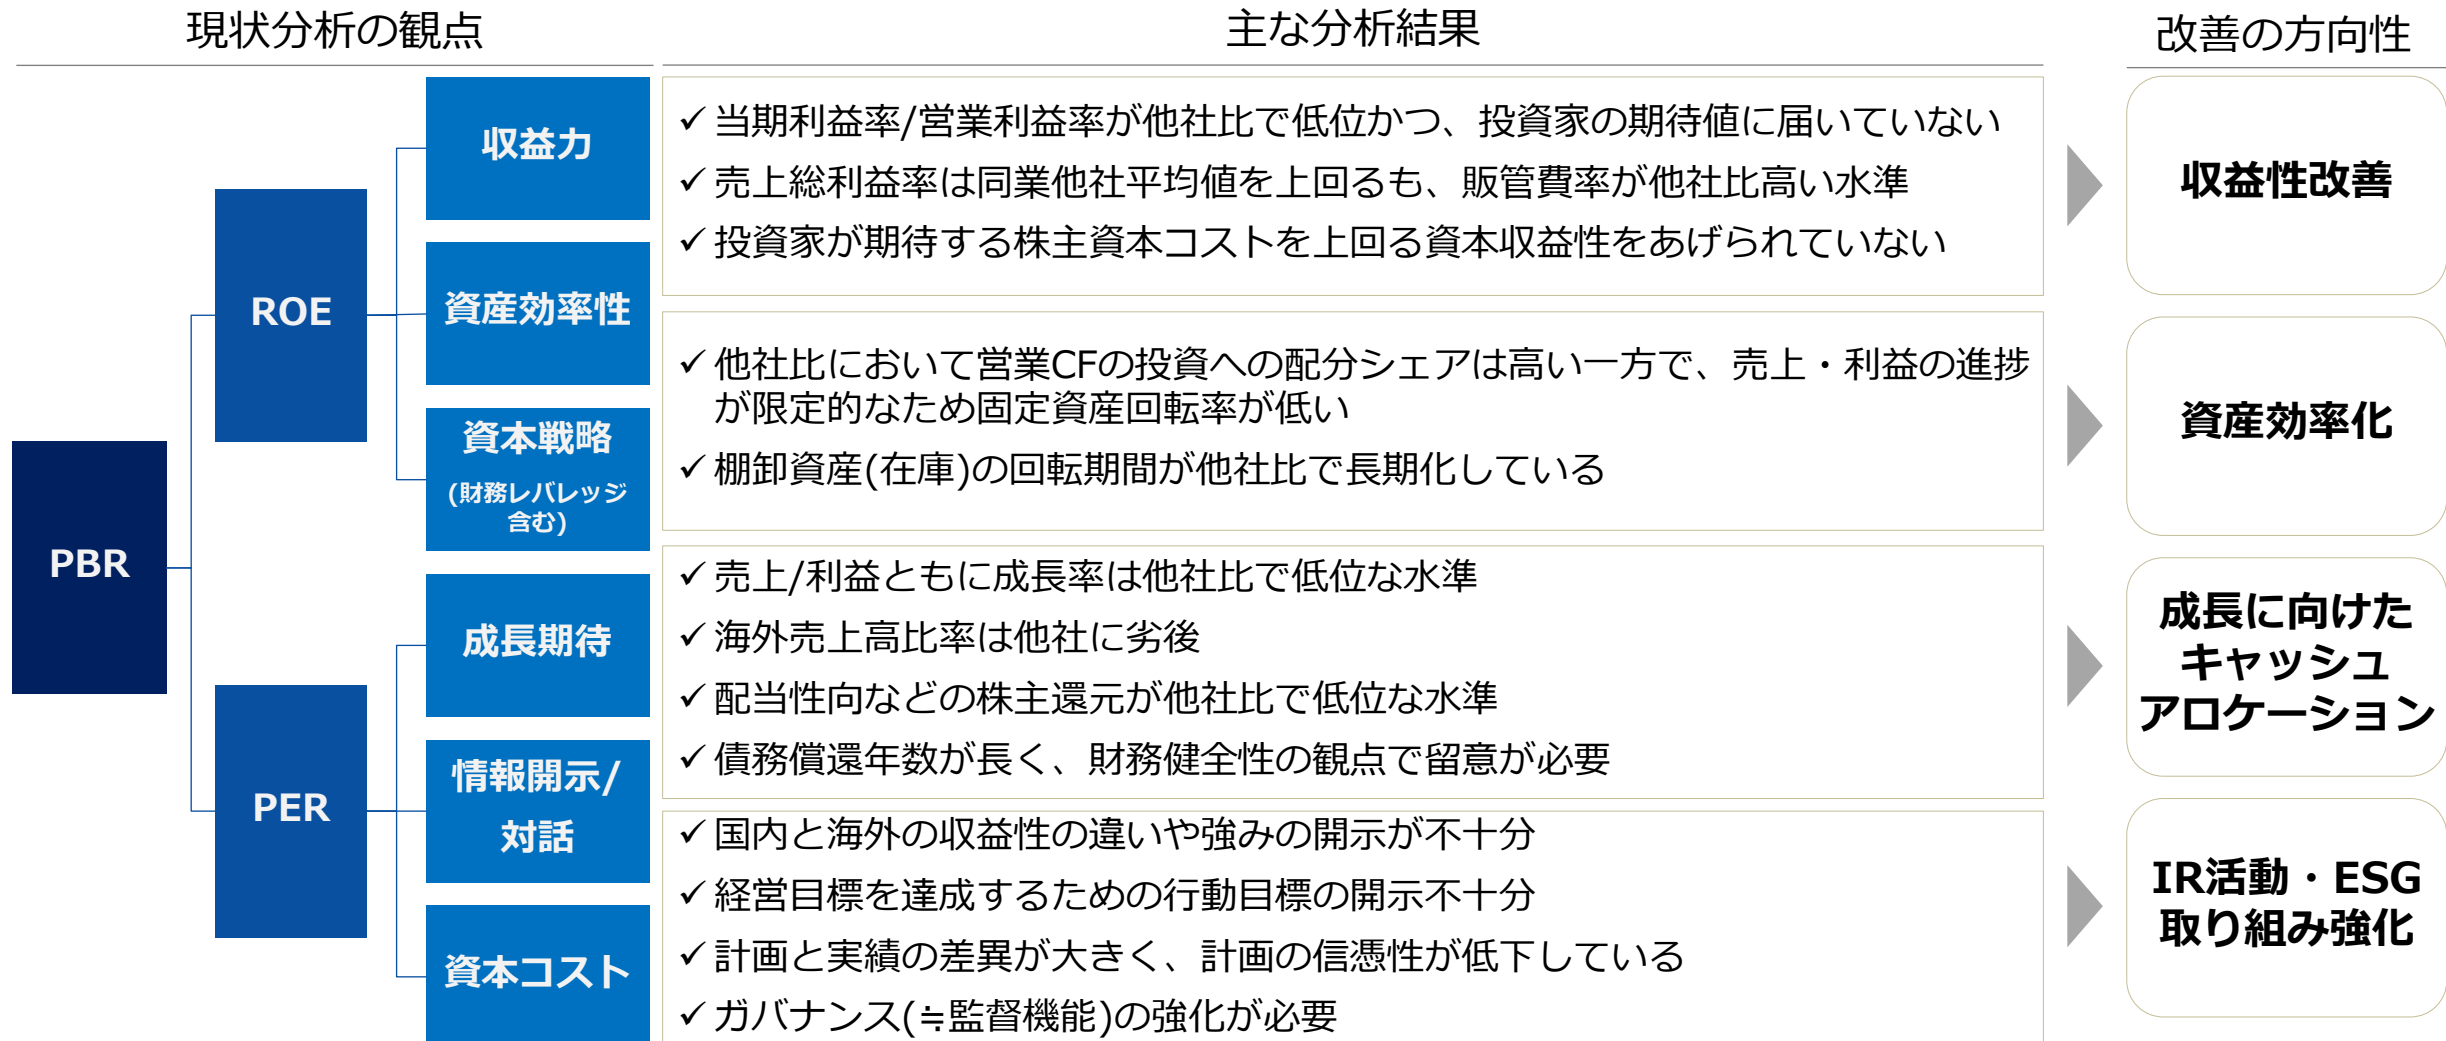 現状分析の観点
主な分析結果
改善の方向性
PBR
ROE
PER
収益力
資産効率性
資本戦略
(財務レバレッジ
含む)
成長期待
情報開示/
対話
資本コスト
✓当期利益率/営業利益率が他社比で低位かつ、投資家の期待値に届いていない
✓売上総利益率は同業他社平均値を上回るも、販管費率が他社比高い水準
✓投資家が期待する株主資本コストを上回る資本収益性をあげられていない
✓他社比において営業CFの投資への配分シェアは高い一方で、売上・利益の進捗
が限定的なため固定資産回転率が低い
✓棚卸資産(在庫)の回転期間が他社比で長期化している
✓売上/利益ともに成長率は他社比で低位な水準
✓海外売上高比率は他社に劣後
✓配当性向などの株主還元が他社比で低位な水準
✓債務償還年数が長く、財務健全性の観点で留意が必要
✓国内と海外の収益性の違いや強みの開示が不十分
✓経営目標を達成するための行動目標の開示不十分
✓計画と実績の差異が大きく、計画の信憑性が低下している
✓ガバナンス(≒監督機能)の強化が必要
収益性改善
資産効率化
成長に向けた
キャッシュ
アロケーション
IR活動・ESG
取り組み強化